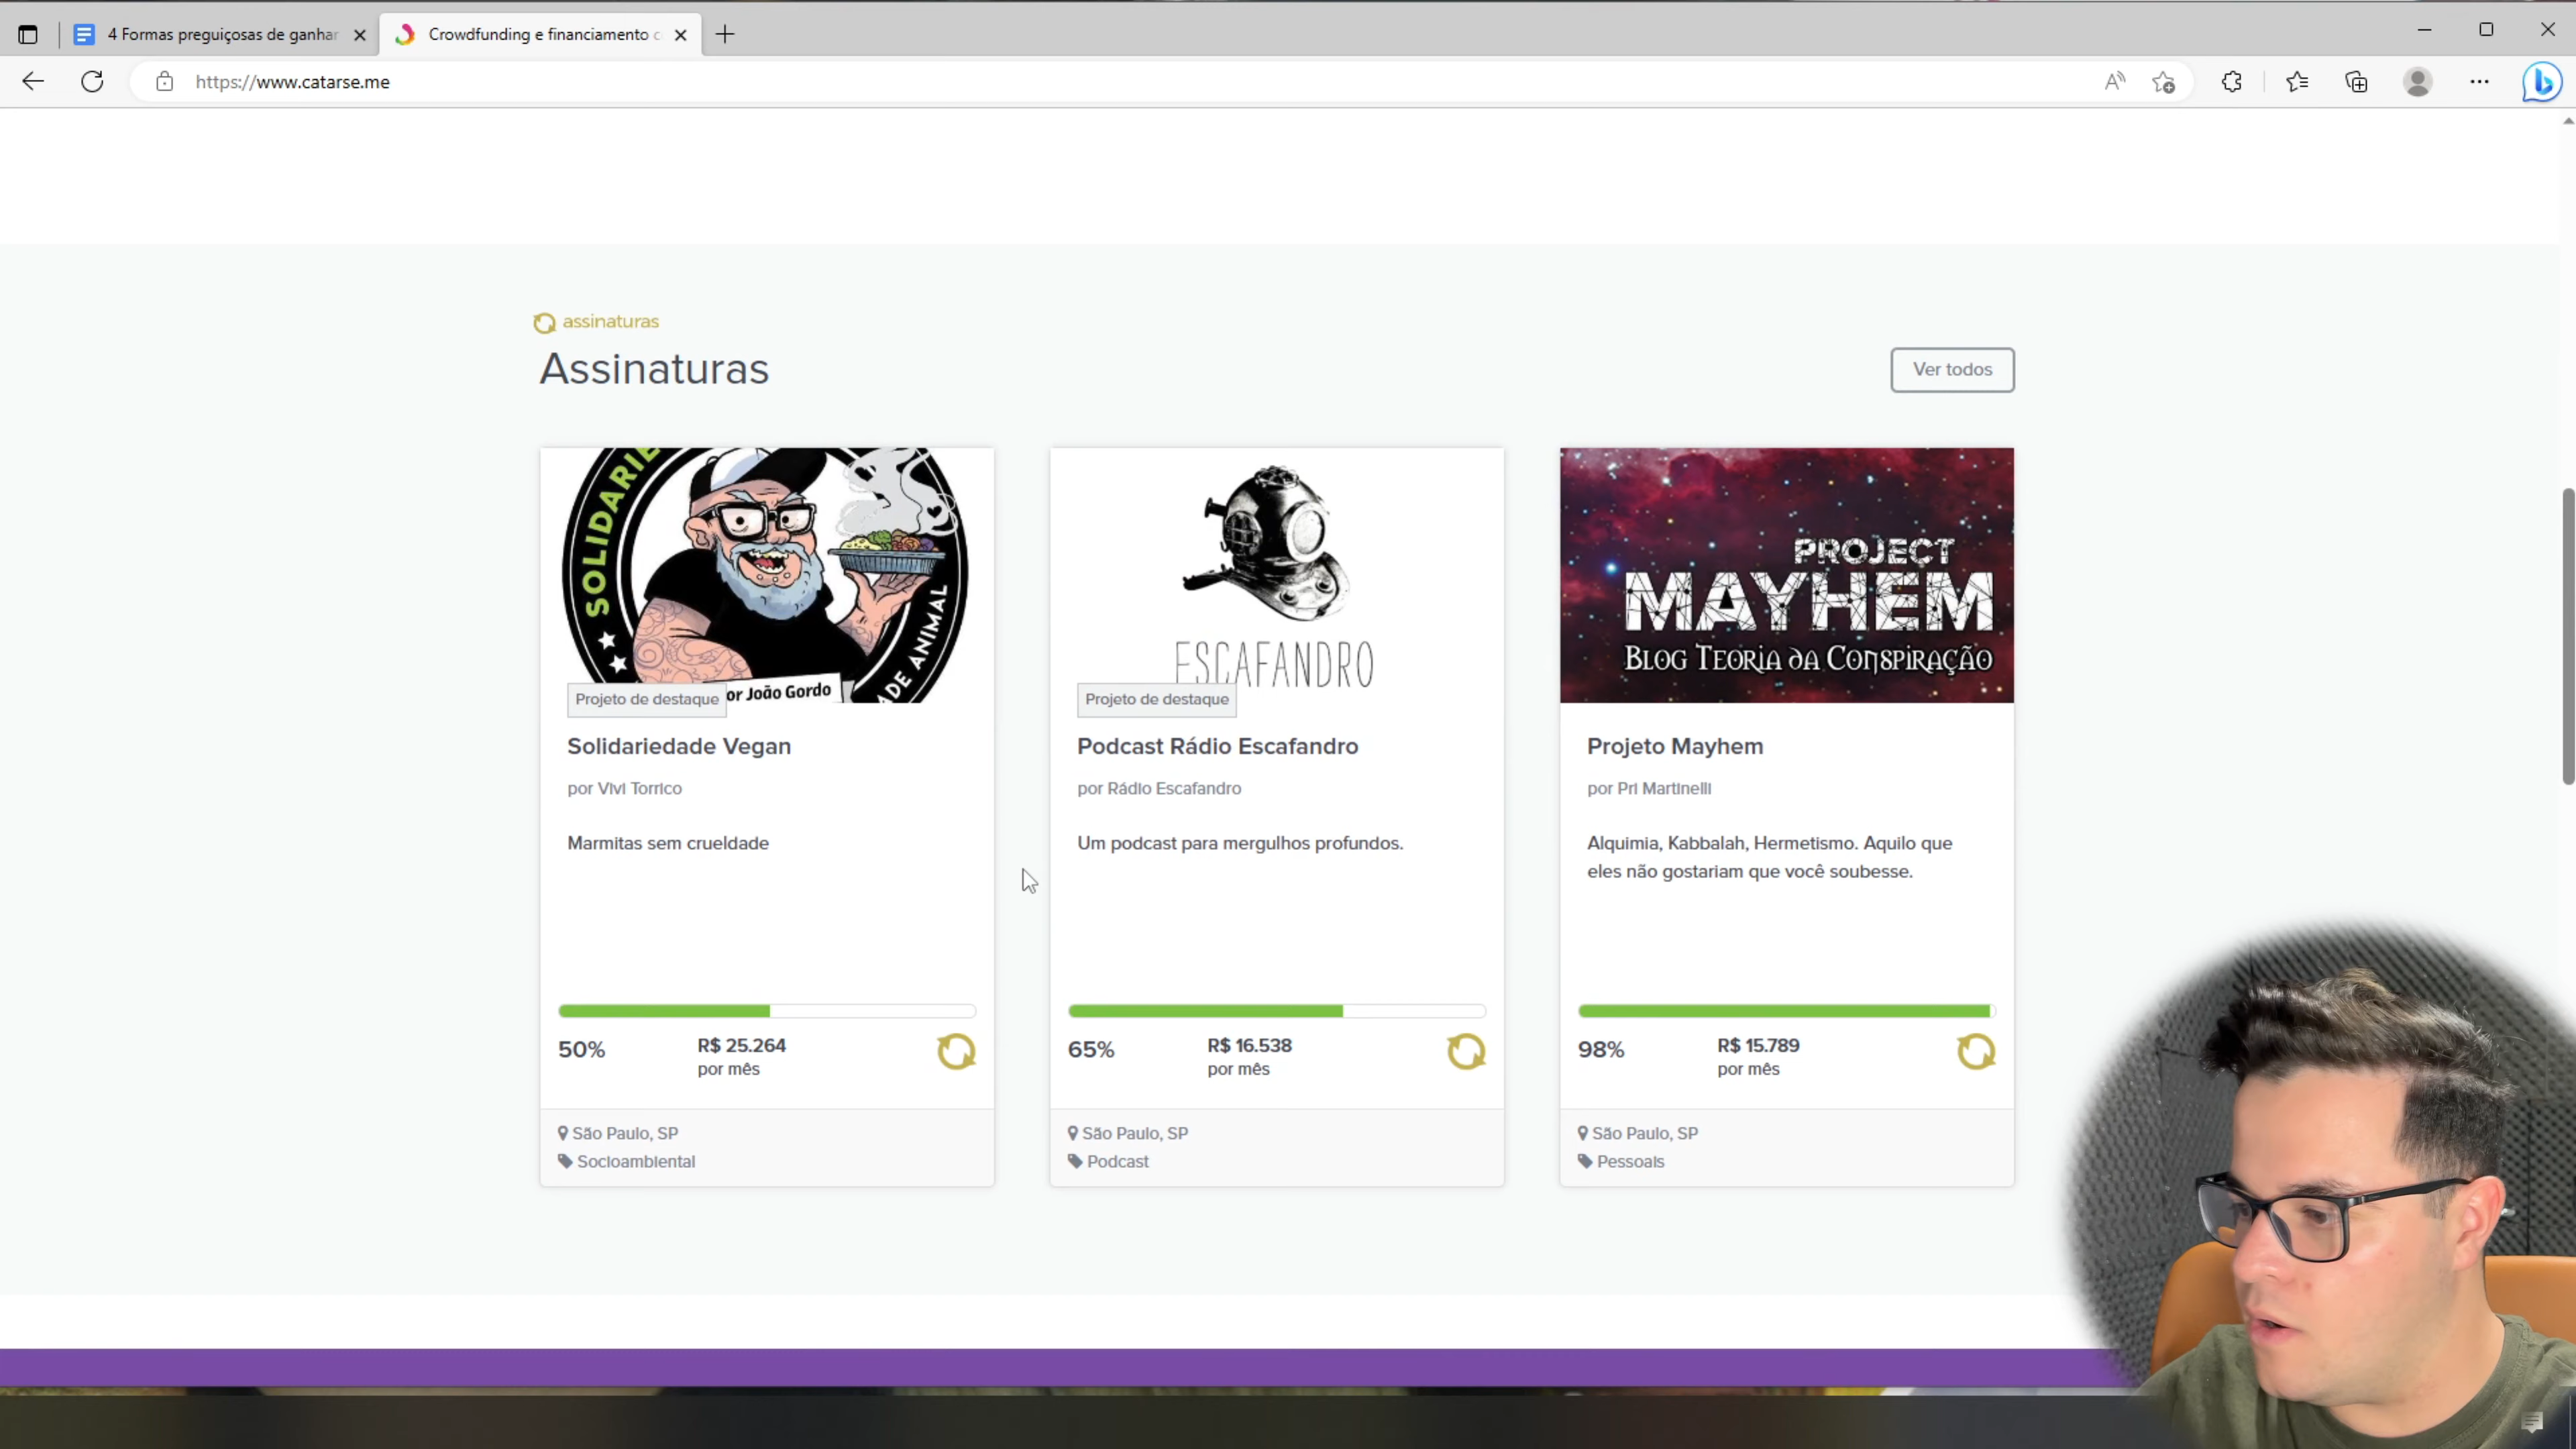 4 Formas preguiçosas de ganhar
Crowdfunding e financiamento c
https://www.catarse.me
assinaturas
Assinaturas
Ver todos
SOLIDARIE
DE ANIMAL
or João Gordo
Projeto de destaque
Solidariedade Vegan
por Vivi Torrico
Marmitas sem crueldade
50%
R$ 25.264
por mês
São Paulo, SP
Socioambiental
ESCAFANDRO
Projeto de destaque
Podcast Rádio Escafandro
por Rádio Escafandro
Um podcast para mergulhos profundos.
65%
R$ 16.538
por mês
São Paulo, SP
Podcast
PROJECT
MAYHEM
BLOG TEORIA DA CONSPIRAÇÃO
Projeto Mayhem
por Pri Martinelli
Alquimia, Kabbalah, Hermetismo. Aquilo que
eles não gostariam que você soubesse.
98%
R$ 15.789
por mês
São Paulo, SP
Pessoais